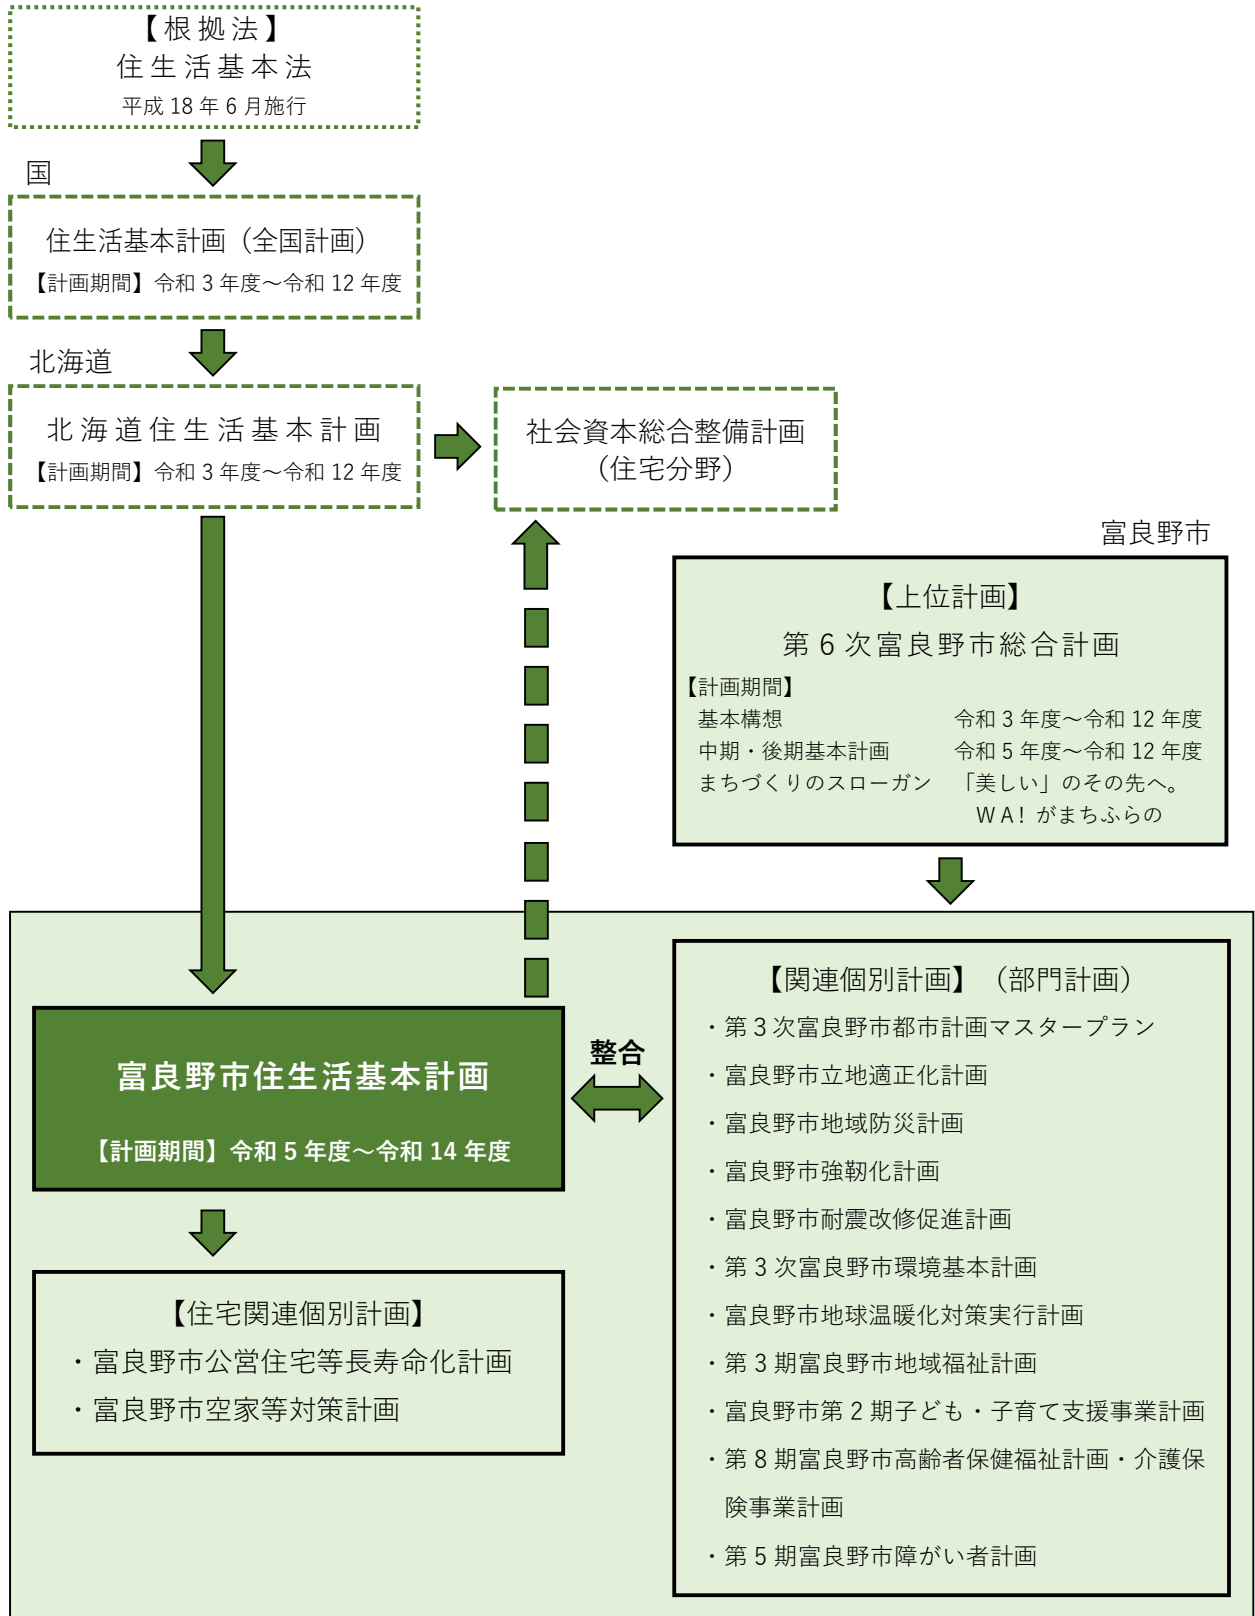 【根拠法】
住生活基本法
平成 18 年 6 月施行
国
住生活基本計画（全国計画）
【計画期間】令和 3 年度～令和 12 年度
北海道
北海道住生活基本計画
【計画期間】令和 3 年度～令和 12 年度
社会資本総合整備計画
（住宅分野）
富良野市
【上位計画】
第 6 次富良野市総合計画
【計画期間】
基本構想　令和 3 年度～令和 12 年度
中期・後期基本計画　令和 5 年度～令和 12 年度
まちづくりのスローガン　「美しい」のその先へ。
ＷＡ！がまちふらの
富良野市住生活基本計画
【計画期間】令和 5 年度～令和 14 年度
整合
【関連個別計画】（部門計画）
・第 3 次富良野市都市計画マスタープラン
・富良野市立地適正化計画
・富良野市地域防災計画
・富良野市強靭化計画
・富良野市耐震改修促進計画
・第 3 次富良野市環境基本計画
・富良野市地球温暖化対策実行計画
・第 3 期富良野市地域福祉計画
・富良野市第 2 期子ども・子育て支援事業計画
・第 8 期富良野市高齢者保健福祉計画・介護保
険事業計画
・第 5 期富良野市障がい者計画
【住宅関連個別計画】
・富良野市公営住宅等長寿命化計画
・富良野市空家等対策計画